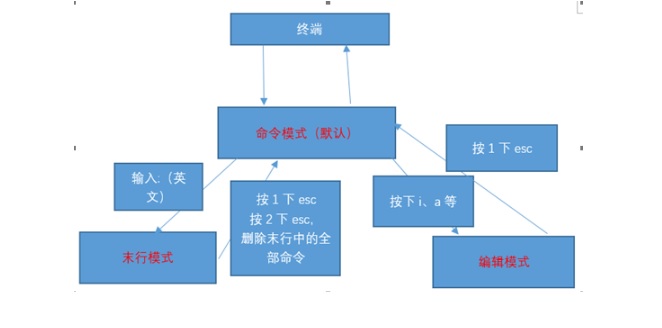 终端
命令模式（默认）
按 1 下 esc
输入:（英
文）
按 1 下 esc
按 2 下 esc,
删除末行中的全
部命令
按下 i、a 等
末行模式
编辑模式